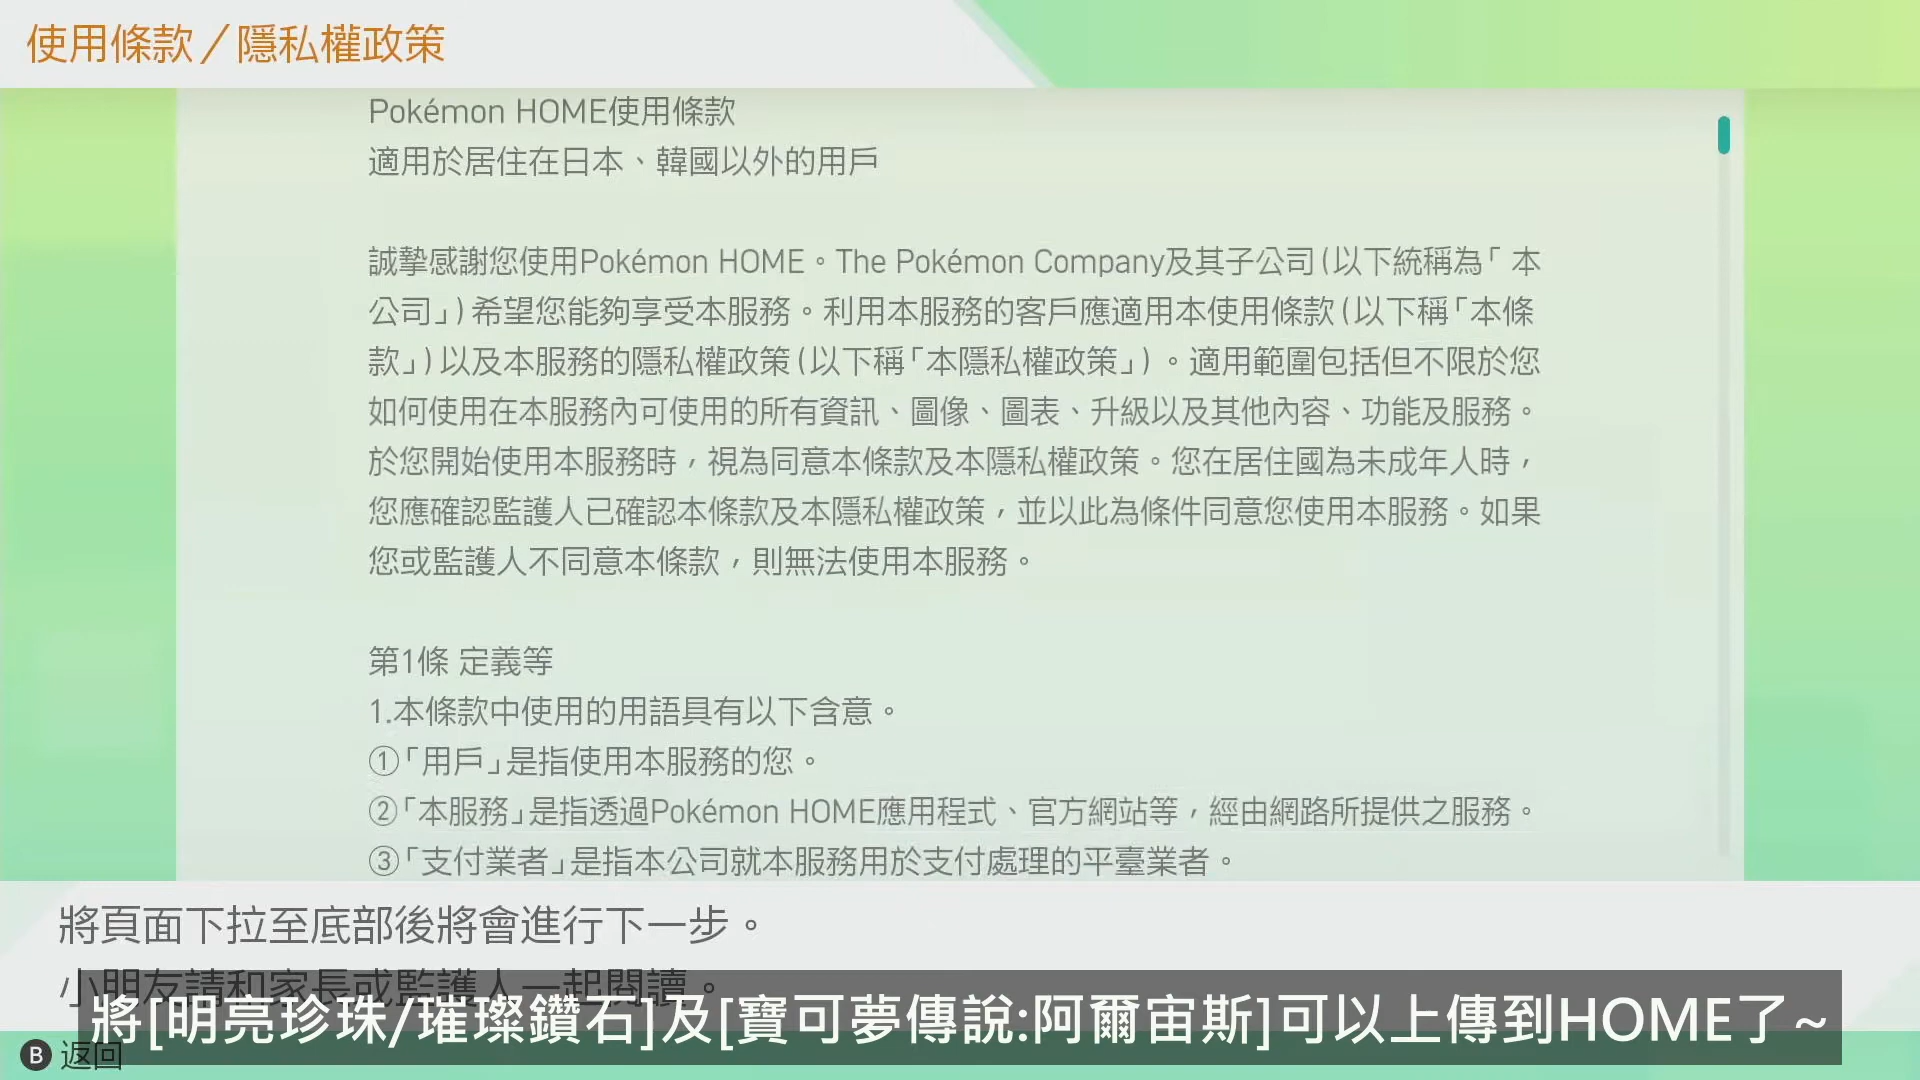 使用條款／隱私權政策
Pokémon HOME使用條款
適用於居住在日本、韓國以外的用戶
誠摯感謝您使用Pokémon HOME。The Pokémon Company及其子公司(以下統稱為「本
公司」)希望您能夠享受本服務。利用本服務的客戶應適用本使用條款(以下稱「本條
款」)以及本服務的隱私權政策(以下稱「本隱私權政策」)。適用範圍包括但不限於您
如何使用在本服務內可使用的所有資訊、圖像、圖表、升級以及其他內容、功能及服務。
於您開始使用本服務時，視為同意本條款及本隱私權政策。您在居住國為未成年人時，
您應確認監護人已確認本條款及本隱私權政策，並以此為條件同意您使用本服務。如果
您或監護人不同意本條款，則無法使用本服務。
第1條 定義等
1.本條款中使用的用語具有以下含意。
①「用戶」是指使用本服務的您。
②「本服務」是指透過Pokémon HOME應用程式、官方網站等，經由網路所提供之服務。
③「支付業者」是指本公司就本服務用於支付處理的平臺業者。
將頁面下拉至底部後將會進行下一步。
小朋友請和家長或監護人一起閱讀。
將[明亮珍珠/璀璨鑽石]及[寶可夢傳說:阿爾宙斯]可以上傳到HOME了~
B 返回